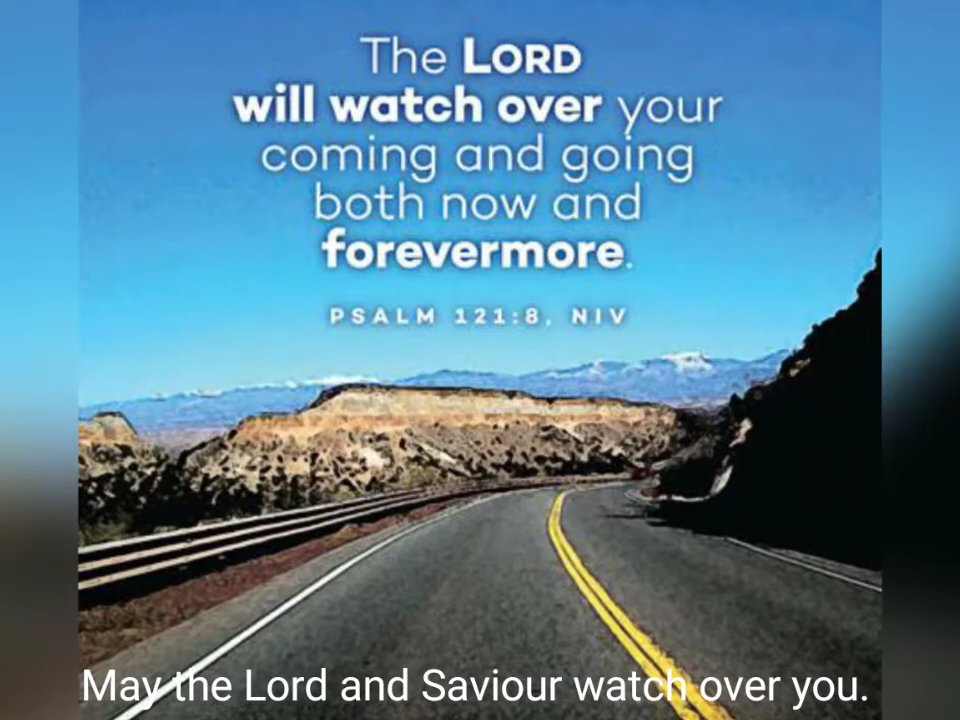 The LORD
will watch over your
coming and going
both now and
forevermore.
PSALM 121:8, NIV
May the Lord and Saviour watch over you.